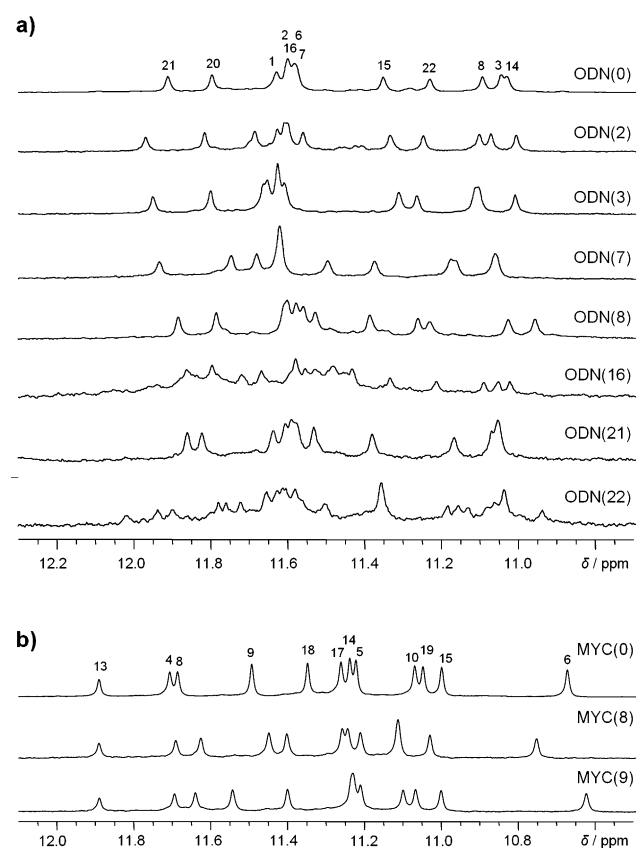 a)
2 6
21 20 1 16 7 15 22 8 3 14
ODN(0)
ODN(2)
ODN(3)
ODN(7)
ODN(8)
ODN(16)
ODN(21)
ODN(22)
12.2 12.0 11.8 11.6 11.4 11.2 11.0 δ / ppm
b)
MYC(0)
13 4 8 9 18 17 14 5 10 19 15 6
MYC(8)
MYC(9)
12.0 11.8 11.6 11.4 11.2 11.0 10.8 δ / ppm